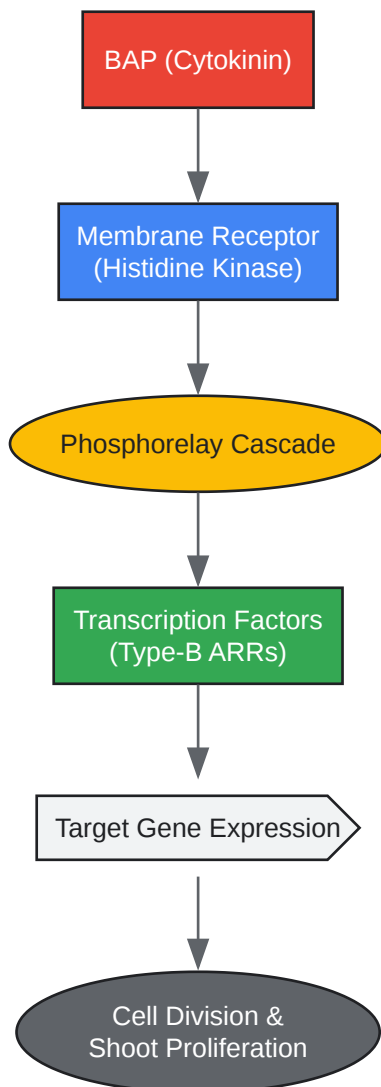 BAP (Cytokinin)
Membrane Receptor
(Histidine Kinase)
Phosphorelay Cascade
Transcription Factors
(Type-B ARRs)
Target Gene Expression
Cell Division &
Shoot Proliferation